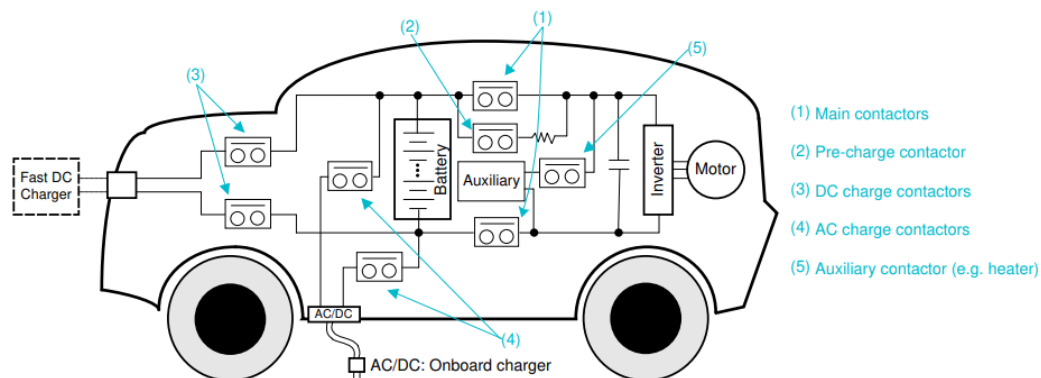 (1)
(2)
(5)
(3)
(1) Main contactors
Fast DC
Charger
Battery
Auxiliary
Inverter
Motor
(2) Pre-charge contactor
(3) DC charge contactors
(4) AC charge contactors
(5) Auxiliary contactor (e.g. heater)
AC/DC
(4)
AC/DC: Onboard charger